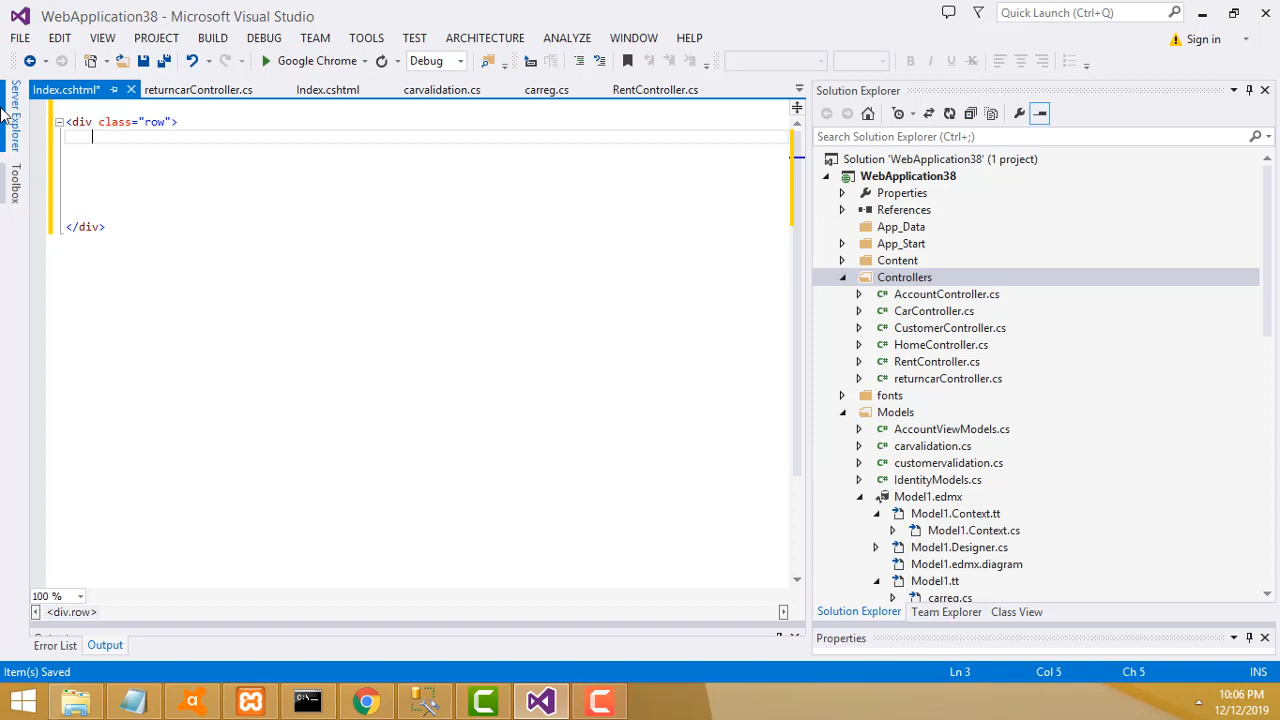 WebApplication38 - Microsoft Visual Studio
Quick Launch (Ctrl+Q)
FILE EDIT VIEW PROJECT BUILD DEBUG TEAM TOOLS TEST ARCHITECTURE ANALYZE WINDOW HELP
Sign in
Google Chrome
Debug
Server Explorer
Toolbox
Index.cshtml* returncarController.cs Index.cshtml carvalidation.cs carreg.cs RentController.cs
<div class="row">
</div>
100 %
<div.row>
Error List Output
Solution Explorer
Search Solution Explorer (Ctrl+;)
Solution 'WebApplication38' (1 project)
WebApplication38
Properties
References
App_Data
App_Start
Content
Controllers
AccountController.cs
CarController.cs
CustomerController.cs
HomeController.cs
RentController.cs
returncarController.cs
fonts
Models
AccountViewModels.cs
carvalidation.cs
customervalidation.cs
IdentityModels.cs
Model1.edmx
Model1.Context.tt
Model1.Context.cs
Model1.Designer.cs
Model1.edmx.diagram
Model1.tt
carreg.cs
Solution Explorer Team Explorer Class View
Properties
Item(s) Saved
Ln 3 Col 5 Ch 5 INS
10:06 PM
12/12/2019